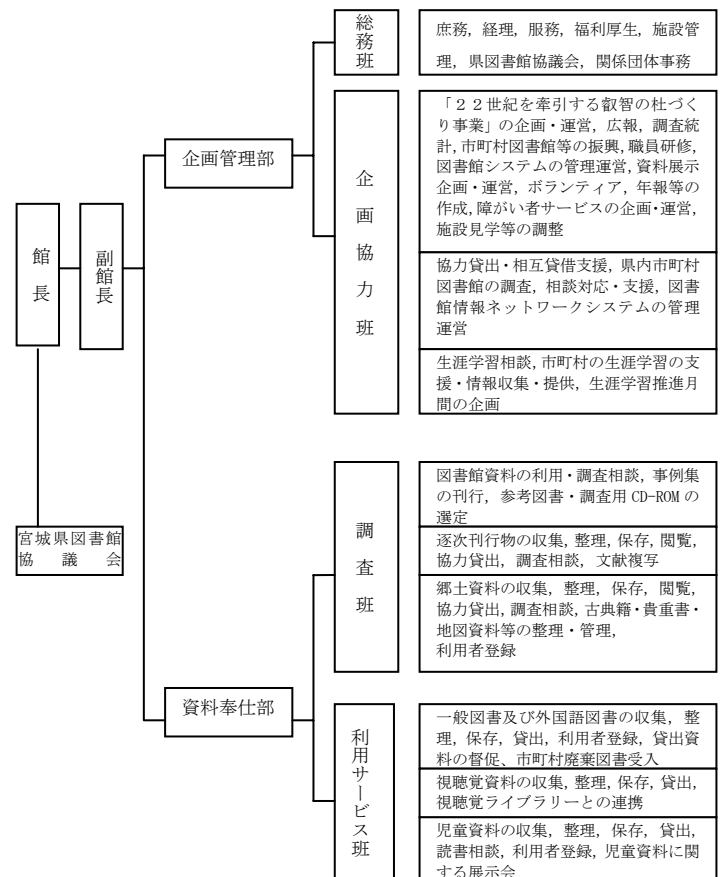 館長
副館長
宮城県図書館
協議会
企画管理部
総務班
庶務, 経理, 服務, 福利厚生, 施設管
理, 県図書館協議会, 関係団体事務
企画協力班
「２２世紀を牽引する叡智の杜づく
り事業」の企画・運営, 広報, 調査統
計, 市町村図書館等の振興, 職員研修,
図書館システムの管理運営, 資料展示
企画・運営, ボランティア, 年報等の
作成, 障がい者サービスの企画・運営,
施設見学等の調整
協力貸出・相互貸借支援, 県内市町村
図書館の調査, 相談対応・支援, 図書
館情報ネットワークシステムの管理
運営
生涯学習相談, 市町村の生涯学習の支
援・情報収集・提供, 生涯学習推進月
間の企画
資料奉仕部
調査班
図書館資料の利用・調査相談, 事例集
の刊行, 参考図書・調査用 CD-ROM の
選定
逐次刊行物の収集, 整理, 保存, 閲覧,
協力貸出, 調査相談, 文献複写
郷土資料の収集, 整理, 保存, 閲覧,
協力貸出, 調査相談, 古典籍・貴重書・
地図資料等の整理・管理,
利用者登録
利用サービス班
一般図書及び外国語図書の収集, 整
理, 保存, 貸出, 利用者登録, 貸出資
料の督促、市町村廃棄図書受入
視聴覚資料の収集, 整理, 保存, 貸出,
視聴覚ライブラリーとの連携
児童資料の収集, 整理, 保存, 貸出,
読書相談, 利用者登録, 児童資料に関
する展示会